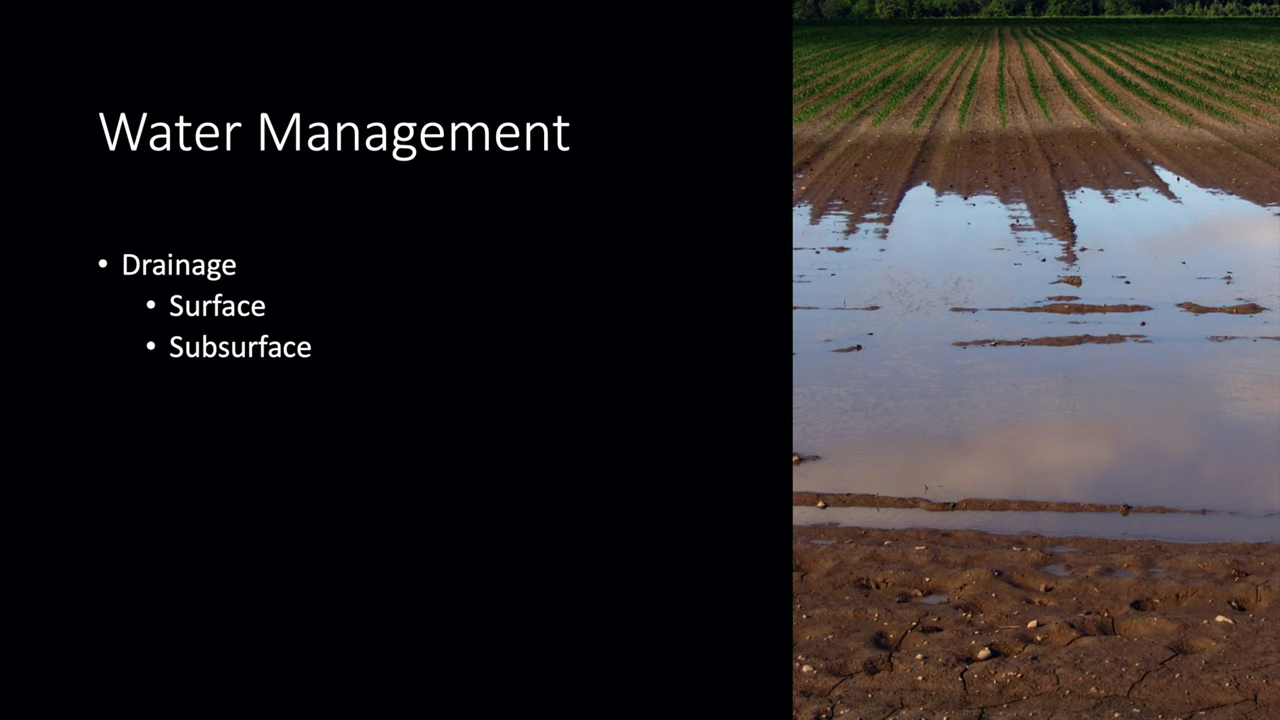 Water Management
• Drainage
• Surface
• Subsurface